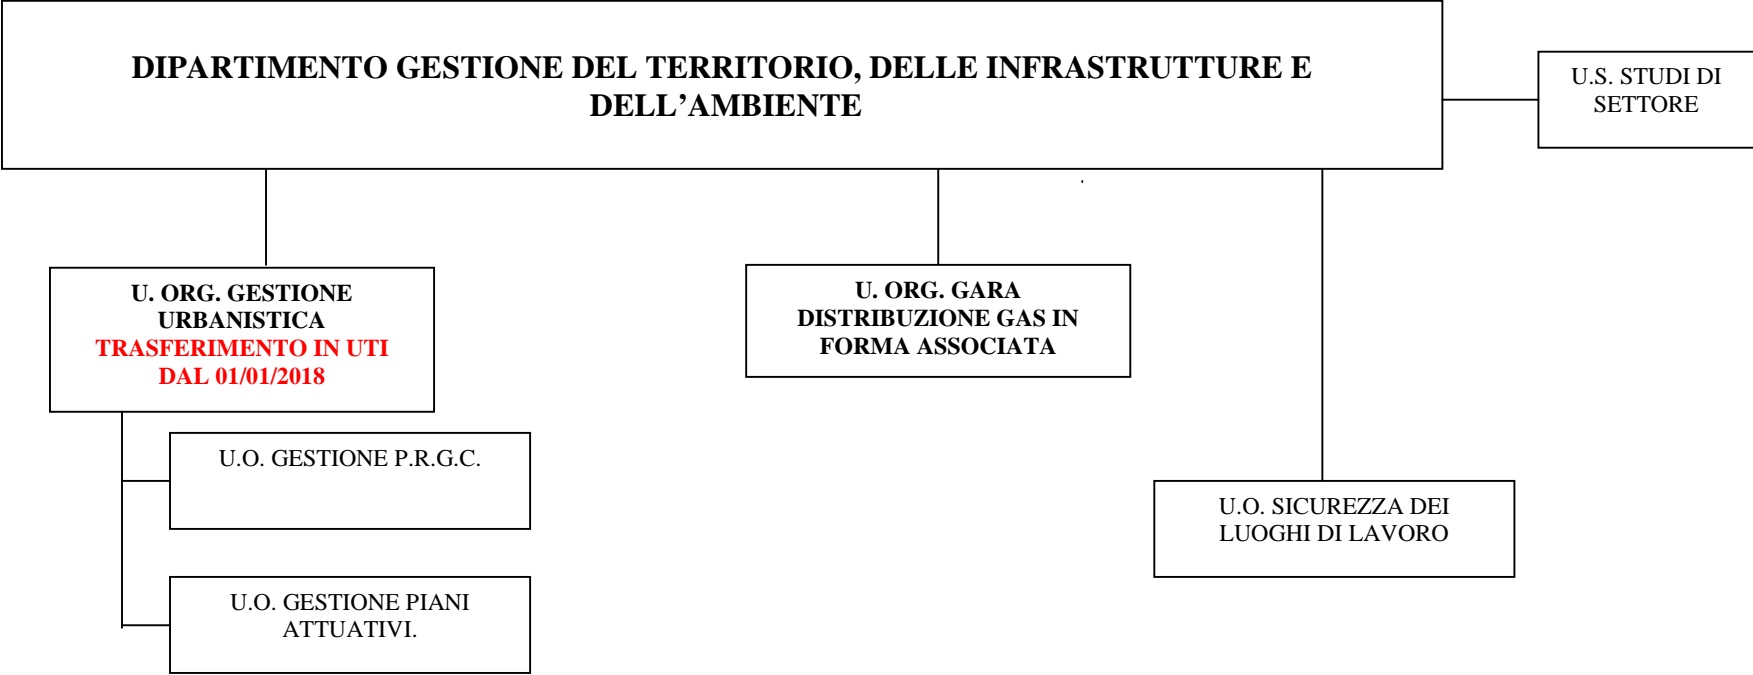 DIPARTIMENTO GESTIONE DEL TERRITORIO, DELLE INFRASTRUTTURE E
DELL’AMBIENTE
U.S. STUDI DI
SETTORE
U. ORG. GESTIONE
URBANISTICA
TRASFERIMENTO IN UTI
DAL 01/01/2018
U. ORG. GARA
DISTRIBUZIONE GAS IN
FORMA ASSOCIATA
U.O. GESTIONE P.R.G.C.
U.O. SICUREZZA DEI
LUOGHI DI LAVORO
U.O. GESTIONE PIANI
ATTUATIVI.